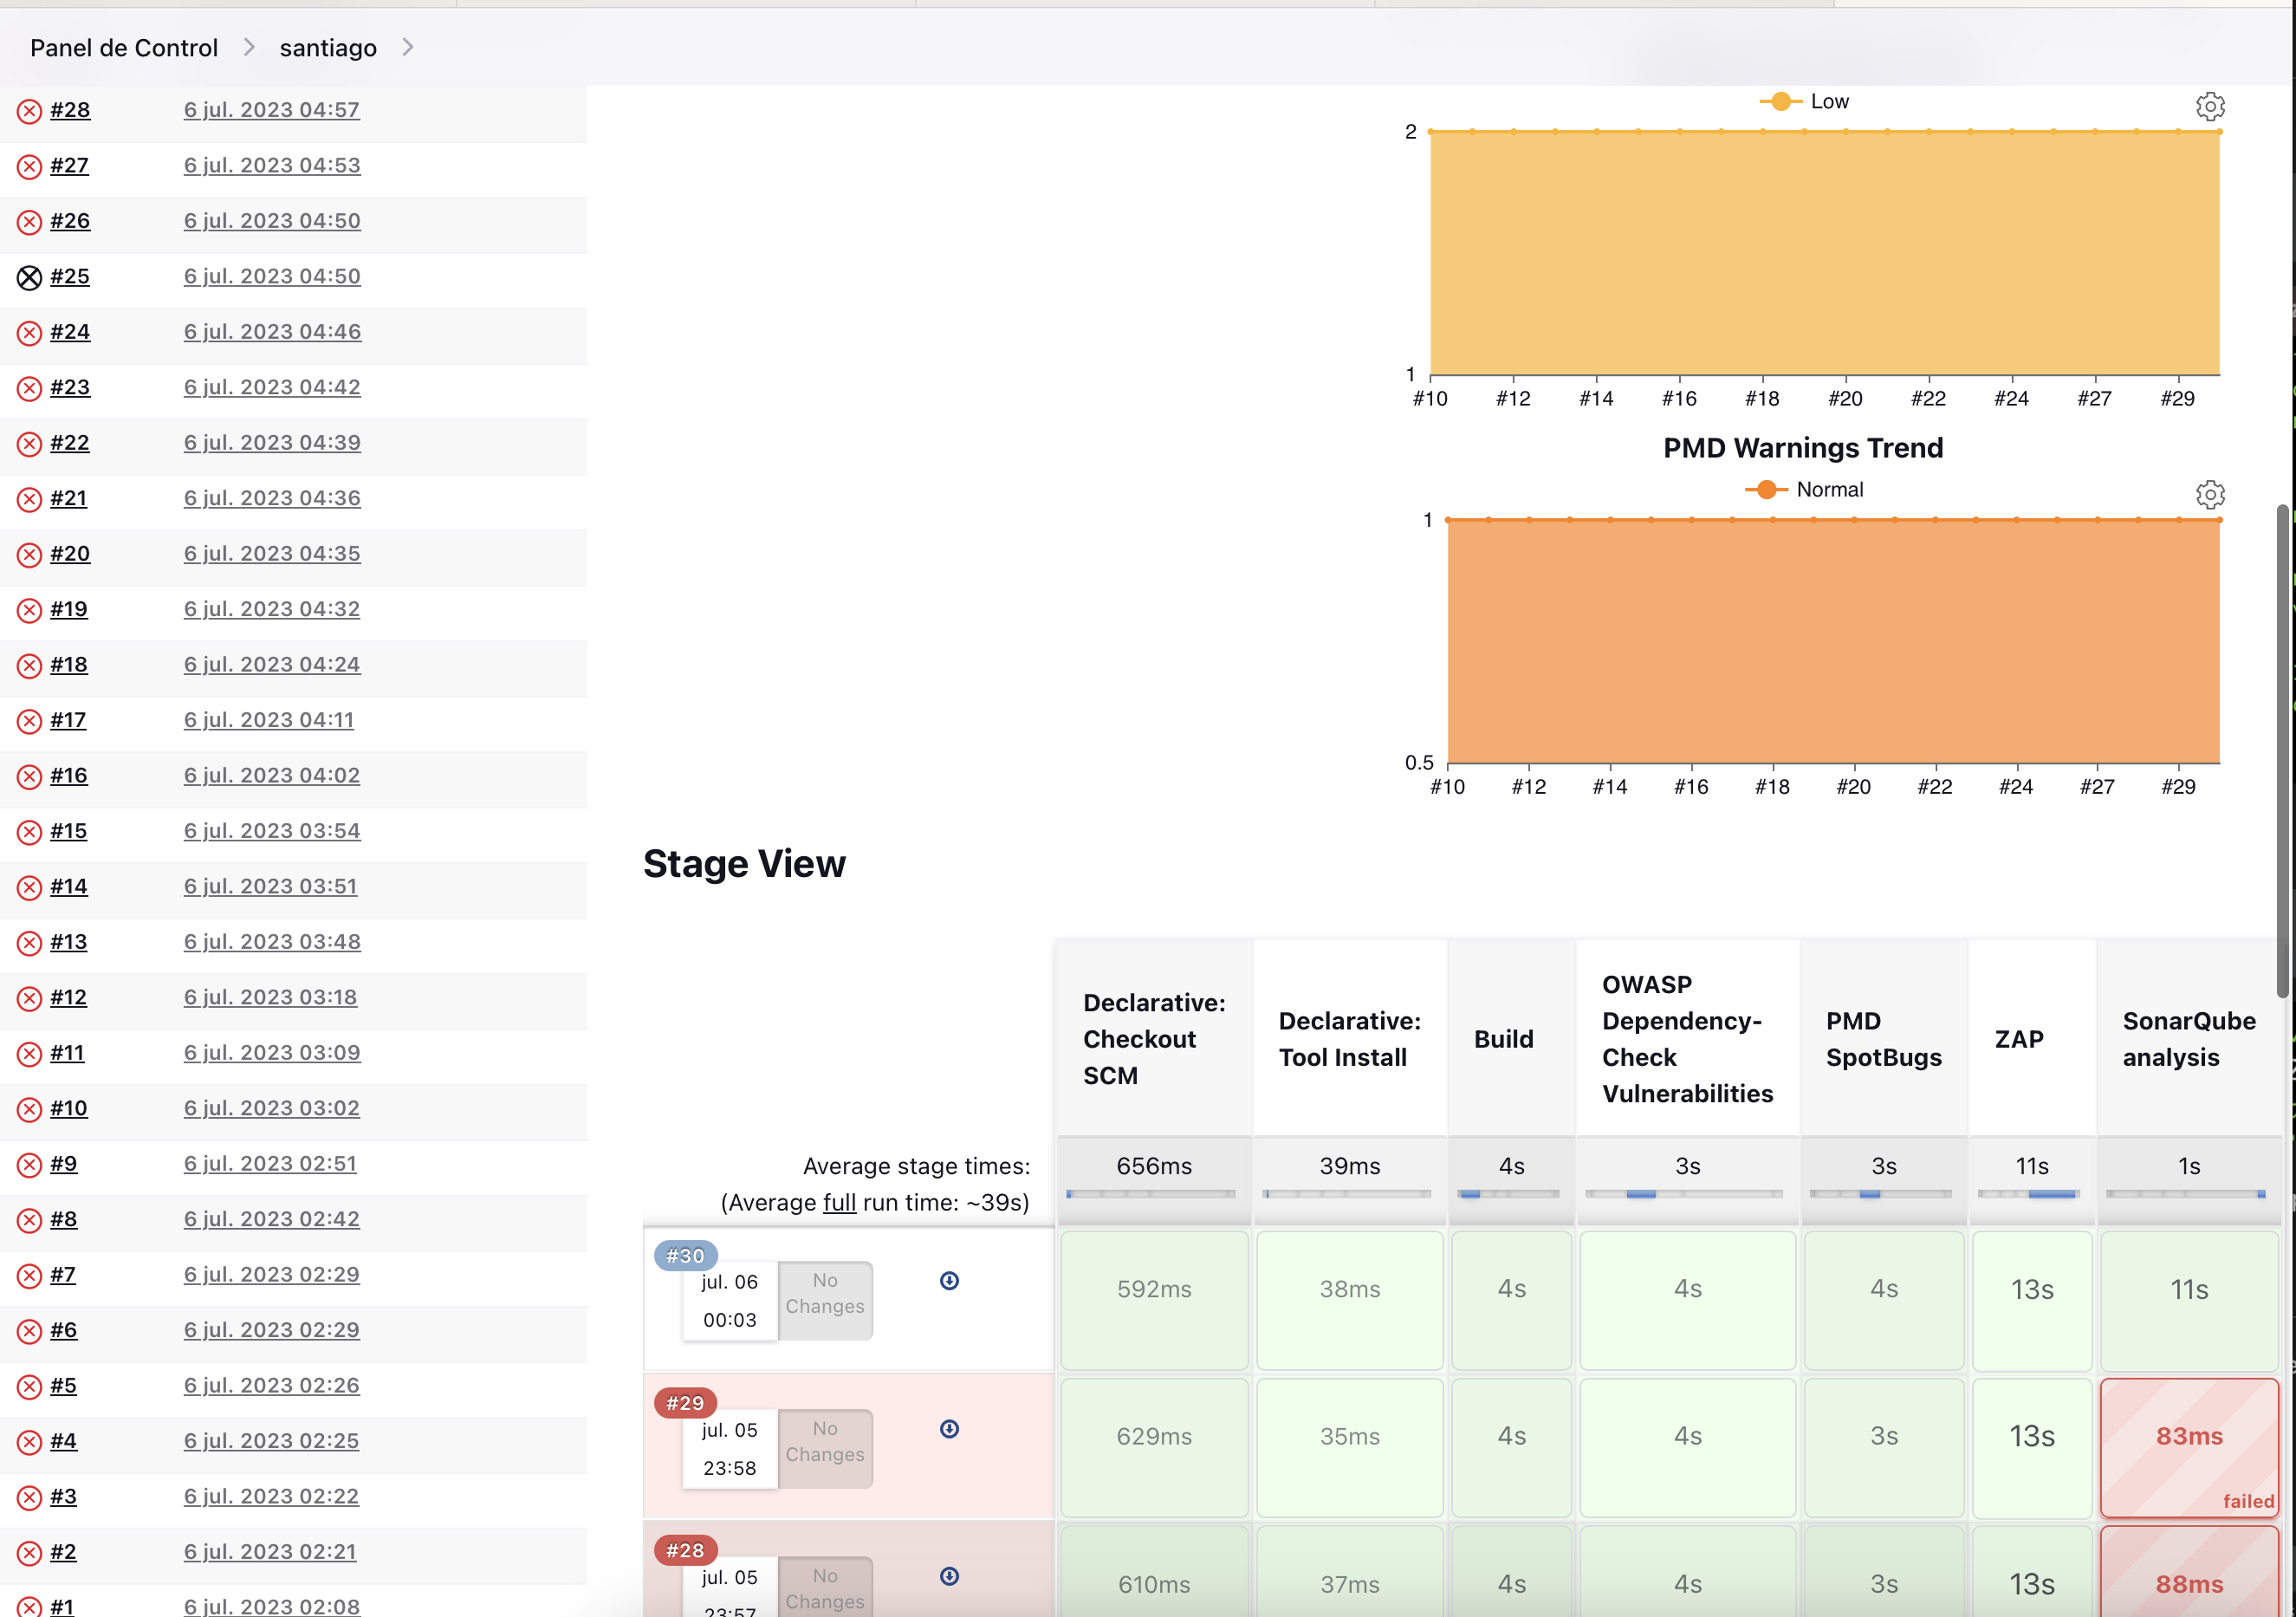 Panel de Control
santiago
#28 6 jul. 2023 04:57
#27 6 jul. 2023 04:53
#26 6 jul. 2023 04:50
#25 6 jul. 2023 04:50
#24 6 jul. 2023 04:46
#23 6 jul. 2023 04:42
#22 6 jul. 2023 04:39
#21 6 jul. 2023 04:36
#20 6 jul. 2023 04:35
#19 6 jul. 2023 04:32
#18 6 jul. 2023 04:24
#17 6 jul. 2023 04:11
#16 6 jul. 2023 04:02
#15 6 jul. 2023 03:54
#14 6 jul. 2023 03:51
#13 6 jul. 2023 03:48
#12 6 jul. 2023 03:18
#11 6 jul. 2023 03:09
#10 6 jul. 2023 03:02
#9 6 jul. 2023 02:51
#8 6 jul. 2023 02:42
#7 6 jul. 2023 02:29
#6 6 jul. 2023 02:29
#5 6 jul. 2023 02:26
#4 6 jul. 2023 02:25
#3 6 jul. 2023 02:22
#2 6 jul. 2023 02:21
#1 6 jul. 2023 02:08
Low
2
1
#10 #12 #14 #16 #18 #20 #22 #24 #27 #29
PMD Warnings Trend
Normal
1
0.5
#10 #12 #14 #16 #18 #20 #22 #24 #27 #29
Stage View
Declarative:
Checkout
SCM
Declarative:
Tool Install
Build
OWASP
Dependency-
Check
Vulnerabilities
PMD
SpotBugs
ZAP
SonarQube
analysis
Average stage times:
(Average full run time: ~39s)
656ms 39ms 4s 3s 3s 11s 1s
#30
jul. 06
00:03
No
Changes
592ms 38ms 4s 4s 4s 13s 11s
#29
jul. 05
23:58
No
Changes
629ms 35ms 4s 4s 3s 13s 83ms
failed
#28
jul. 05
23:57
No
Changes
610ms 37ms 4s 4s 3s 13s 88ms